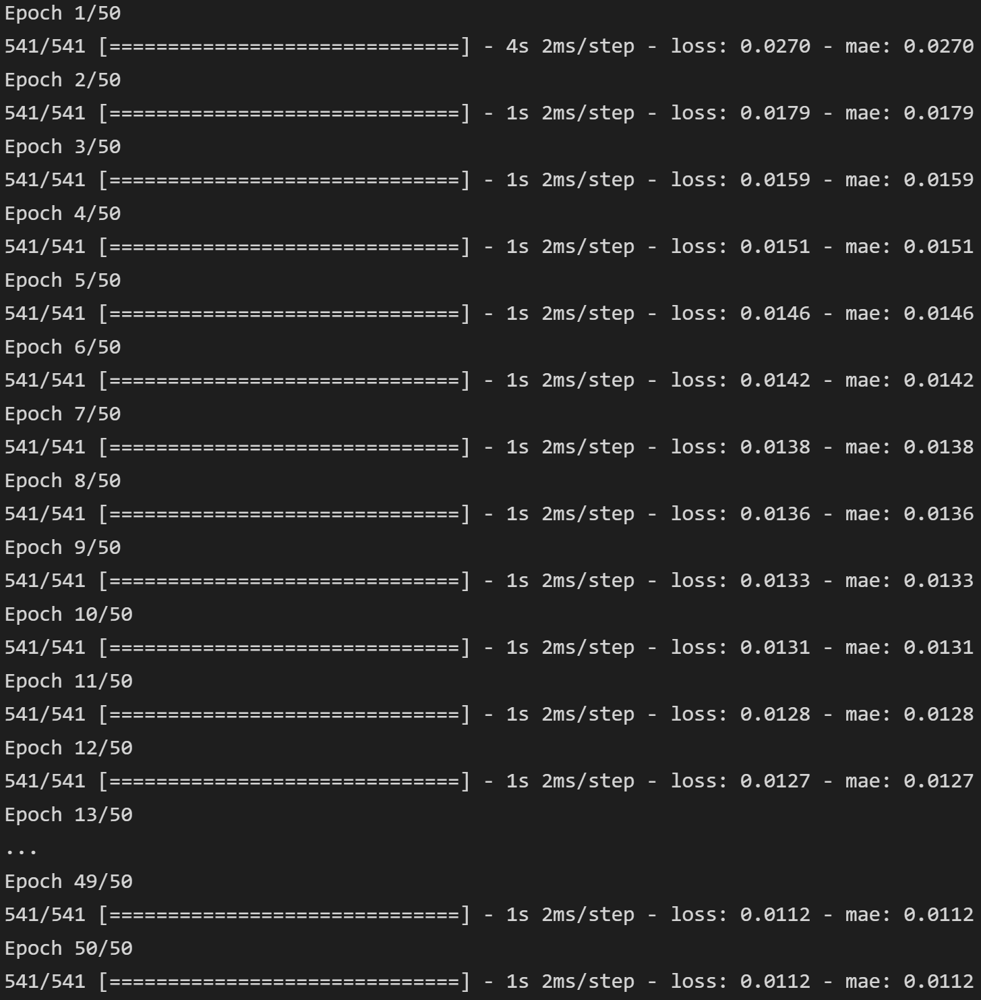 Epoch 1/50
541/541 [==============================] - 4s 2ms/step - loss: 0.0270 - mae: 0.0270
Epoch 2/50
541/541 [==============================] - 1s 2ms/step - loss: 0.0179 - mae: 0.0179
Epoch 3/50
541/541 [==============================] - 1s 2ms/step - loss: 0.0159 - mae: 0.0159
Epoch 4/50
541/541 [==============================] - 1s 2ms/step - loss: 0.0151 - mae: 0.0151
Epoch 5/50
541/541 [==============================] - 1s 2ms/step - loss: 0.0146 - mae: 0.0146
Epoch 6/50
541/541 [==============================] - 1s 2ms/step - loss: 0.0142 - mae: 0.0142
Epoch 7/50
541/541 [==============================] - 1s 2ms/step - loss: 0.0138 - mae: 0.0138
Epoch 8/50
541/541 [==============================] - 1s 2ms/step - loss: 0.0136 - mae: 0.0136
Epoch 9/50
541/541 [==============================] - 1s 2ms/step - loss: 0.0133 - mae: 0.0133
Epoch 10/50
541/541 [==============================] - 1s 2ms/step - loss: 0.0131 - mae: 0.0131
Epoch 11/50
541/541 [==============================] - 1s 2ms/step - loss: 0.0128 - mae: 0.0128
Epoch 12/50
541/541 [==============================] - 1s 2ms/step - loss: 0.0127 - mae: 0.0127
Epoch 13/50
...
Epoch 49/50
541/541 [==============================] - 1s 2ms/step - loss: 0.0112 - mae: 0.0112
Epoch 50/50
541/541 [==============================] - 1s 2ms/step - loss: 0.0112 - mae: 0.0112